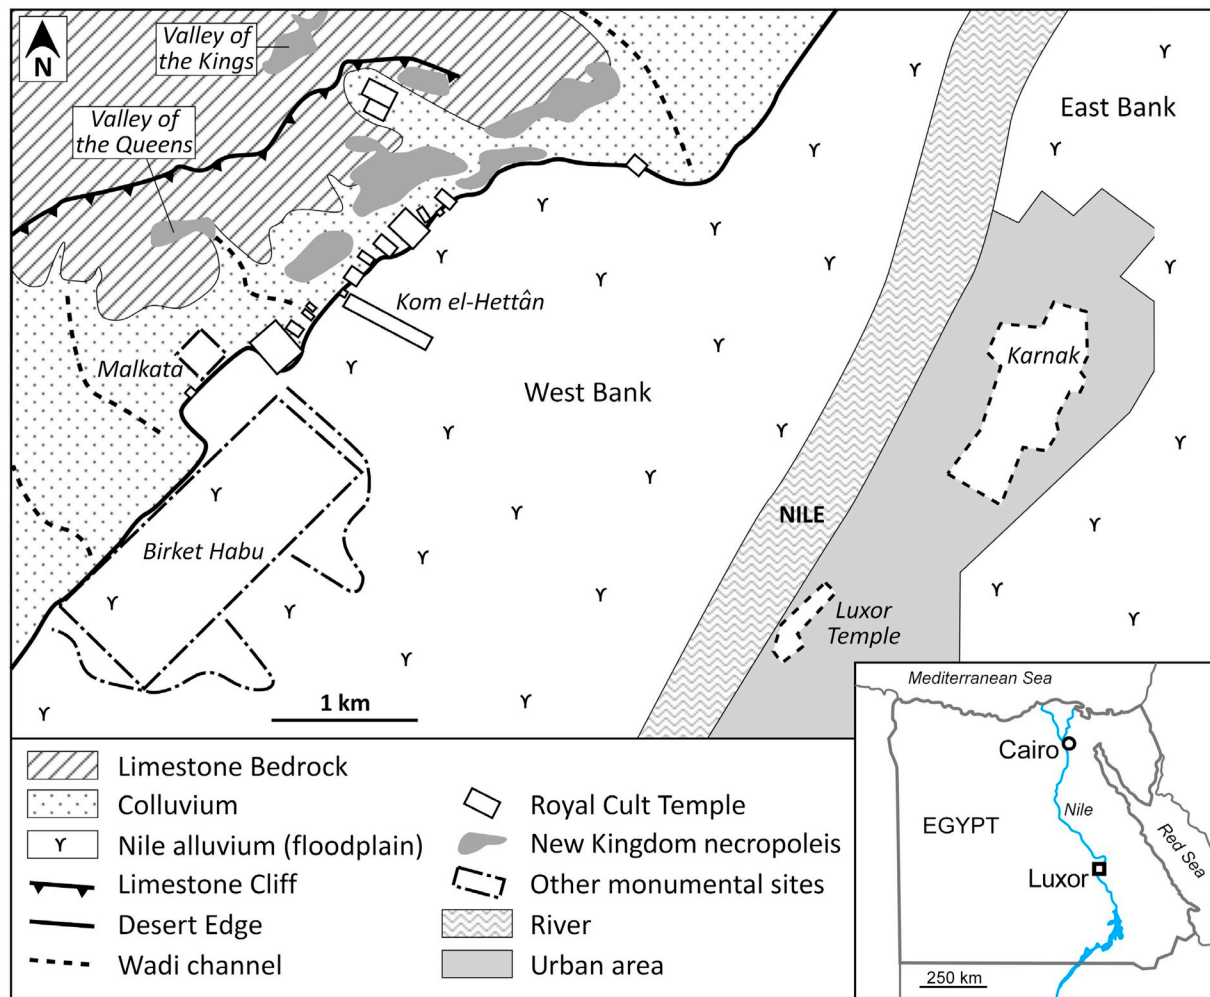 N
Valley of
the Kings
Valley of
the Queens
East Bank
Kom el-Hettân
Karnak
Malkata
West Bank
NILE
Birket Habu
Luxor
Temple
1 km
Limestone Bedrock
Colluvium
Nile alluvium (floodplain)
Limestone Cliff
Desert Edge
Wadi channel
Royal Cult Temple
New Kingdom necropoleis
Other monumental sites
River
Urban area
Mediterranean Sea
Cairo
Nile
EGYPT
Red Sea
Luxor
250 km